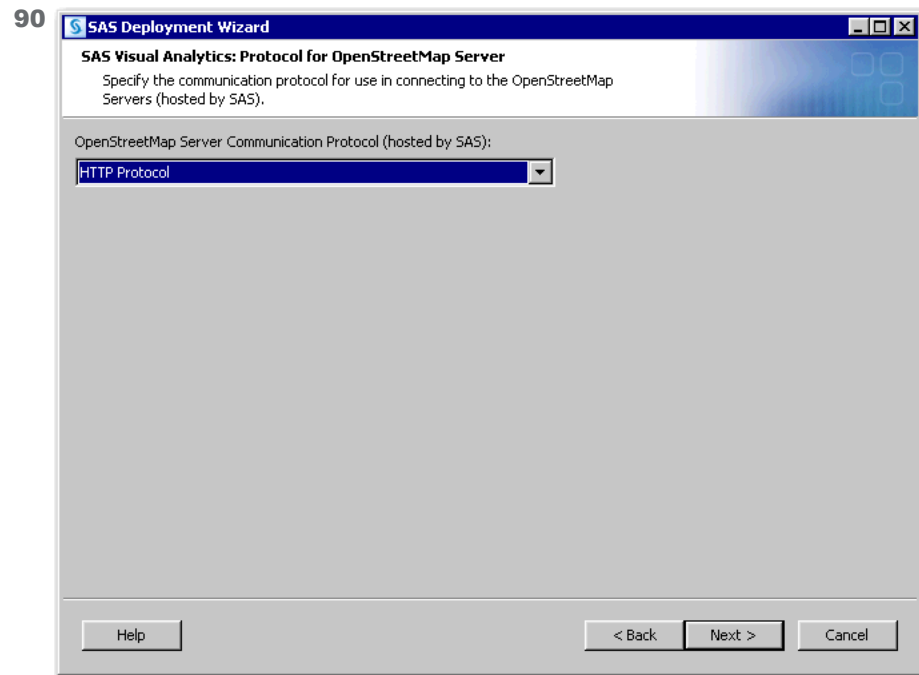 90
SAS Deployment Wizard
SAS Visual Analytics: Protocol for OpenStreetMap Server
Specify the communication protocol for use in connecting to the OpenStreetMap
Servers (hosted by SAS).
OpenStreetMap Server Communication Protocol (hosted by SAS):
HTTP Protocol
Help
< Back
Next >
Cancel